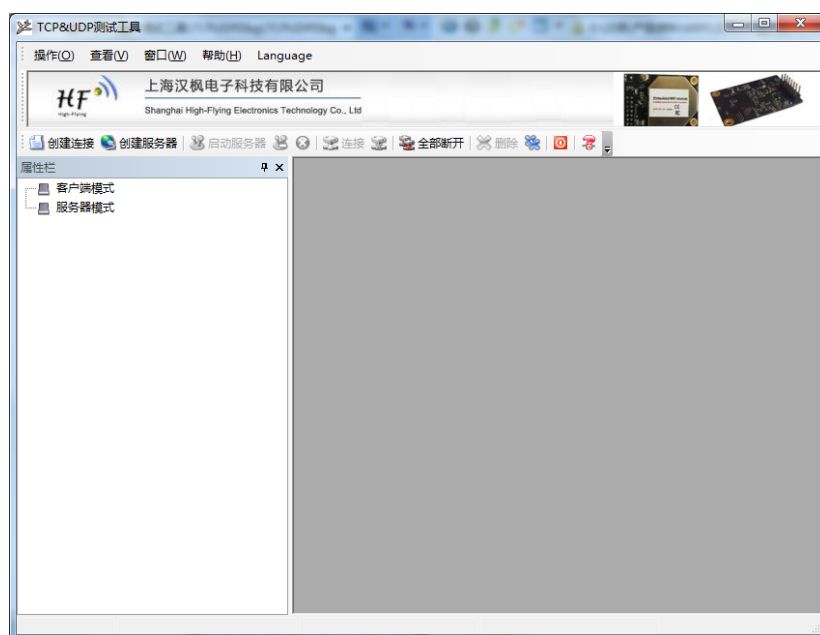 TCP&UDP测试工具
操作(O) 查看(V) 窗口(W) 帮助(H) Language
HF
High-Flying
上海汉枫电子科技有限公司
Shanghai High-Flying Electronics Technology Co., Ltd
创建连接 创建服务器 启动服务器 连接 全部断开 删除
属性栏
客户端模式
服务器模式